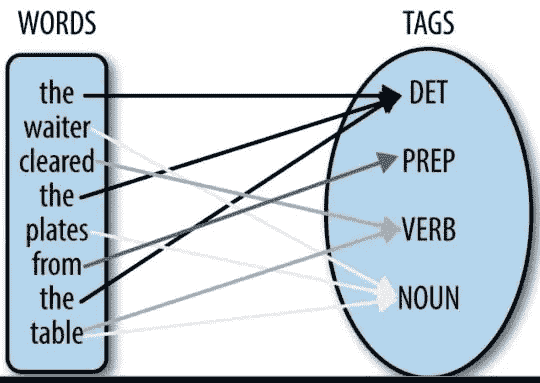 WORDS TAGS
the
waiter
cleared
the
plates
from
the
table
DET
PREP
VERB
NOUN